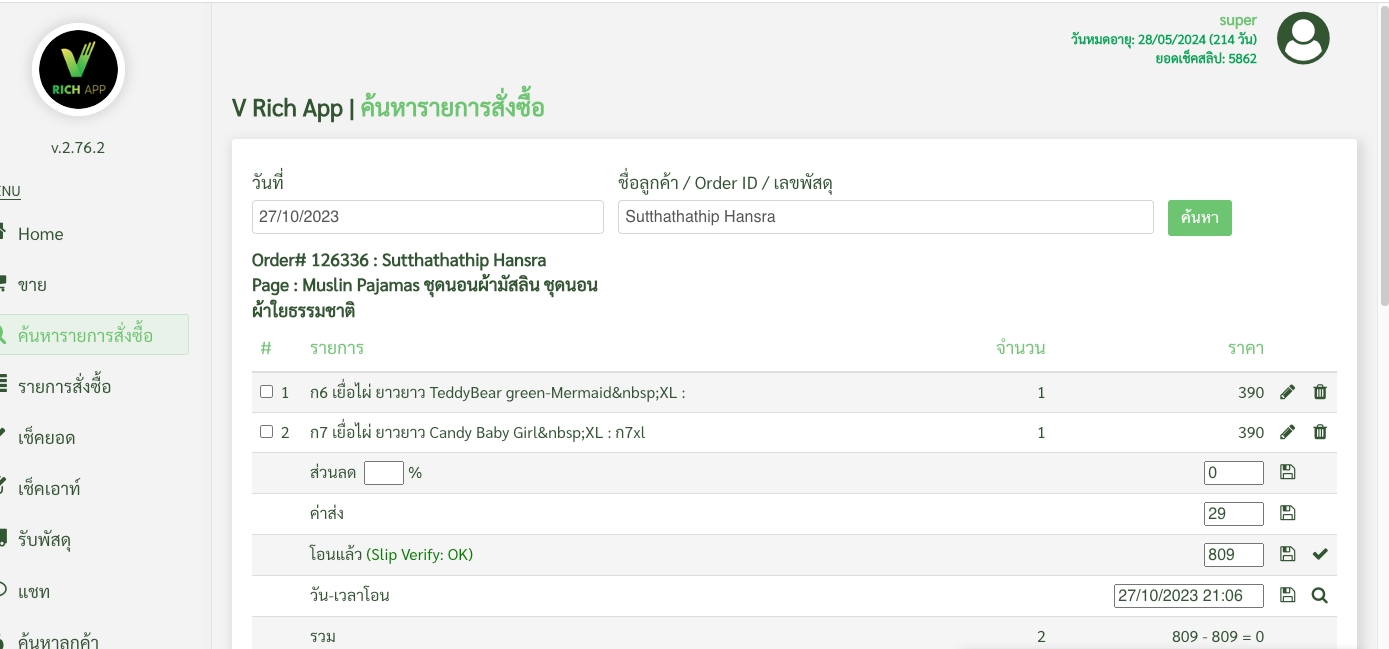 super
วันหมดอายุ: 28/05/2024 (214 วัน)
ยอดเช็คสลิป: 5862
RICH APP
v.2.76.2
ENU
Home
ขาย
ค้นหารายการสั่งซื้อ
รายการสั่งซื้อ
เช็คยอด
เช็คเอาท์
รับพัสดุ
แชท
ค้นหาลูกค้า
V Rich App | ค้นหารายการสั่งซื้อ
วันที่ ชื่อลูกค้า / Order ID / เลขพัสดุ
27/10/2023 Sutthathathip Hansra ค้นหา
Order# 126336 : Sutthathathip Hansra
Page : Muslin Pajamas ชุดนอนผ้ามัสลิน ชุดนอน
ผ้าใยธรรมชาติ
# รายการ จำนวน ราคา
1 ก6 เยื่อไผ่ ยาวยาว TeddyBear green-Mermaid&nbsp;XL : 1 390
2 ก7 เยื่อไผ่ ยาวยาว Candy Baby Girl&nbsp;XL : ก7xl 1 390
ส่วนลด % 0
ค่าส่ง 29
โอนแล้ว (Slip Verify: OK) 809
วัน-เวลาโอน 27/10/2023 21:06
รวม 2 809 - 809 = 0